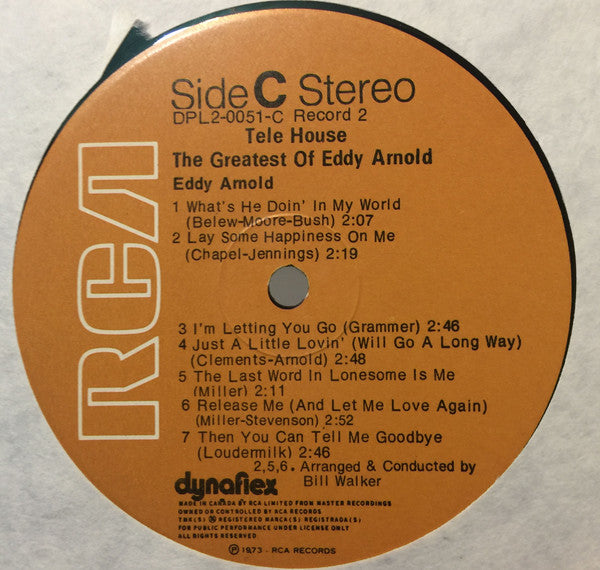 Side C Stereo
DPL2-0051-C Record 2
Tele House
The Greatest Of Eddy Arnold
Eddy Arnold
1 What's He Doin' In My World
(Belew-Moore-Bush) 2:07
2 Lay Some Happiness On Me
(Chapel-Jennings) 2:19
RCA
3 I'm Letting You Go (Grammer) 2:46
4 Just A Little Lovin' (Will Go A Long Way)
(Clements-Arnold) 2:48
5 The Last Word In Lonesome Is Me
(Miller) 2:11
6 Release Me (And Let Me Love Again)
(Miller-Stevenson) 2:52
7 Then You Can Tell Me Goodbye
(Loudermilk) 2:46
2,5,6. Arranged & Conducted by
Bill Walker
dynaflex
MADE IN CANADA BY RCA LIMITED FROM MASTER RECORDINGS
OWNED OR CONTROLLED BY RCA RECORDS
TMK(S) ® REGISTERED MARCA(S) REGISTRADA(S)
FOR PUBLIC PERFORMANCE UNDER LICENSE ONLY
ALL RIGHTS RESERVED
℗ 1973 - RCA RECORDS